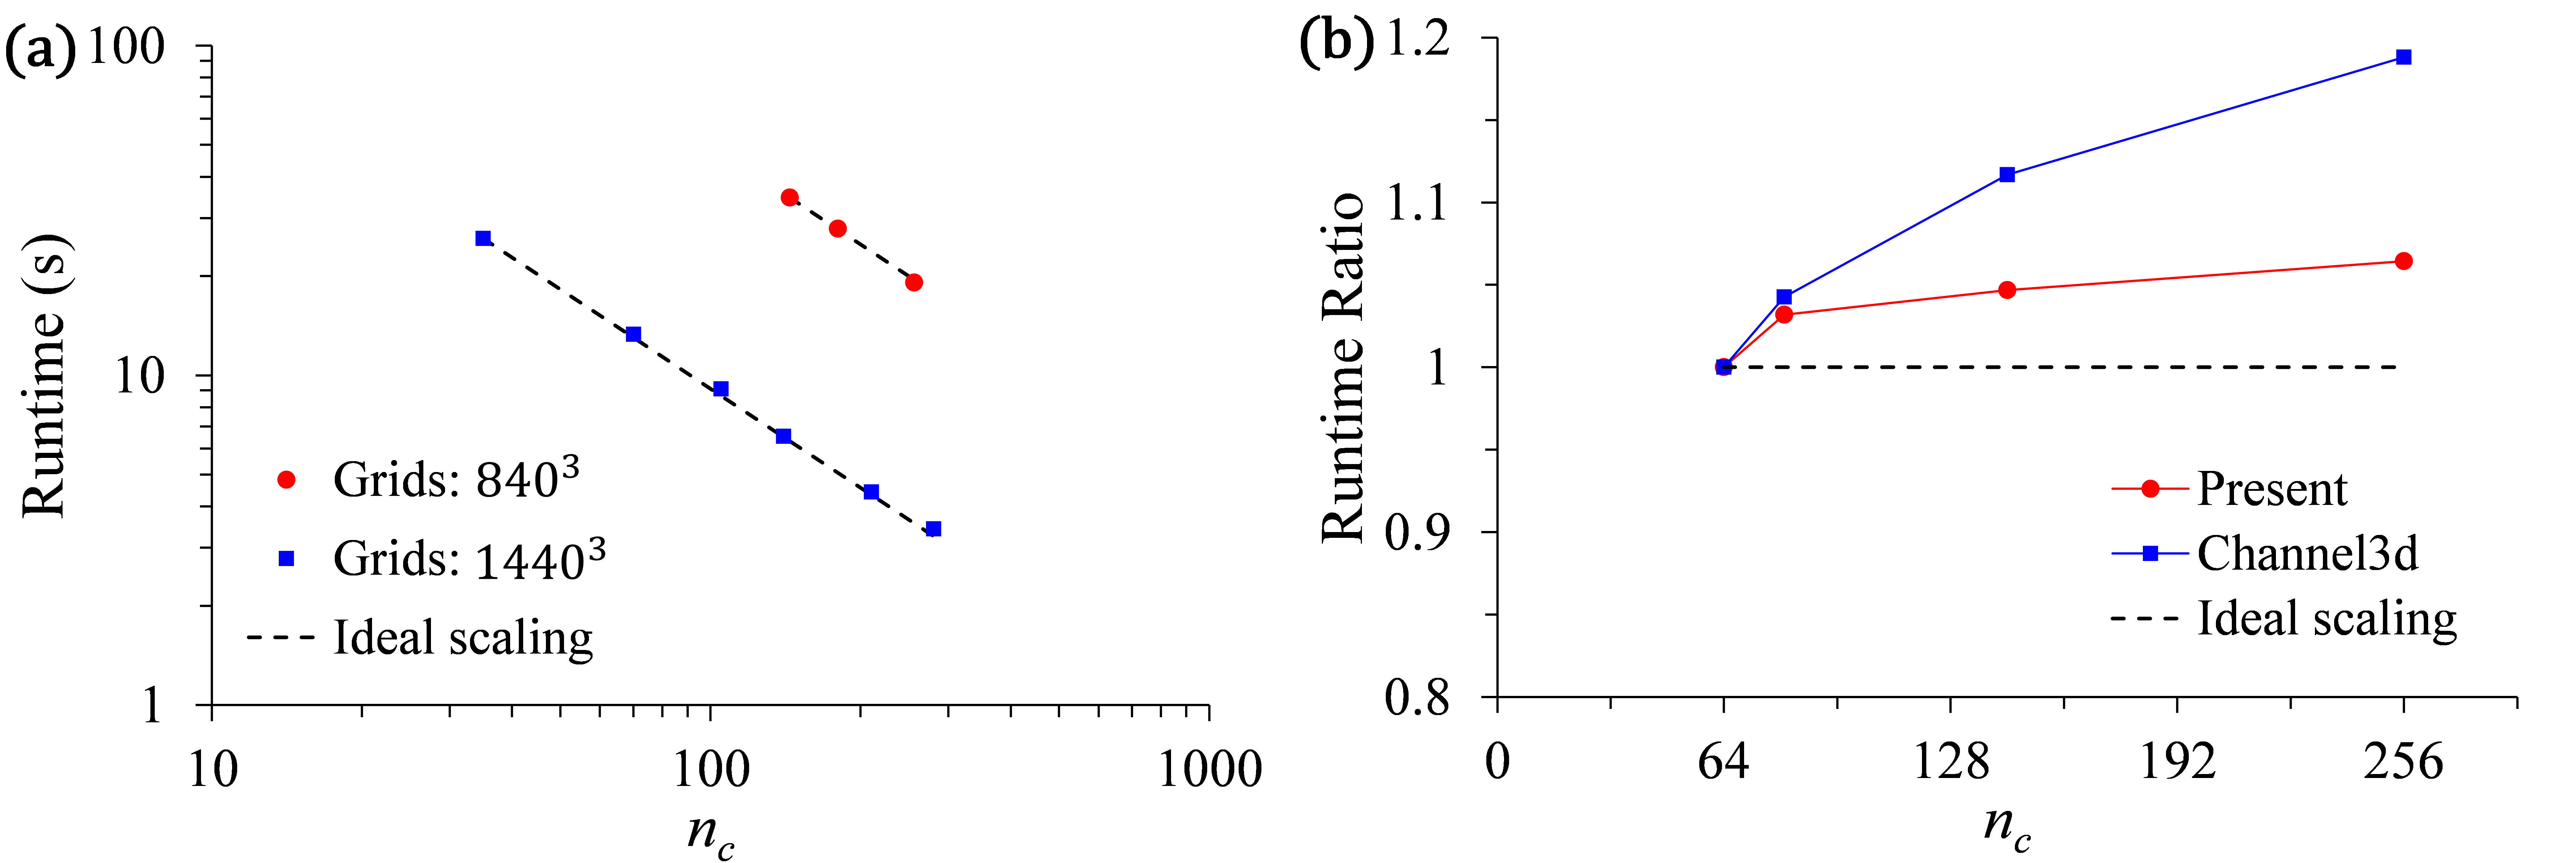 (a)
100
10
1
Runtime (s)
Grids: 840³
Grids: 1440³
Ideal scaling
10 100 1000
n_c
(b)
1.2
1.1
1
0.9
0.8
Runtime Ratio
Present
Channel3d
Ideal scaling
0 64 128 192 256
n_c